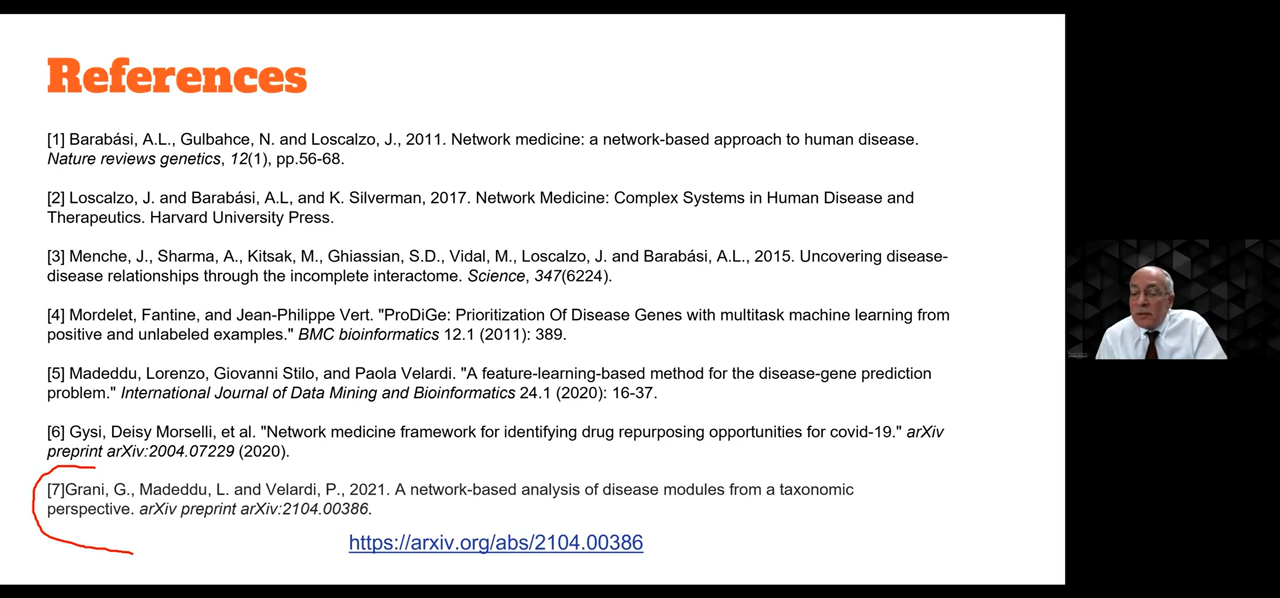 References
[1] Barabási, A.L., Gulbahce, N. and Loscalzo, J., 2011. Network medicine: a network-based approach to human disease.
Nature reviews genetics, 12(1), pp.56-68.
[2] Loscalzo, J. and Barabási, A.L, and K. Silverman, 2017. Network Medicine: Complex Systems in Human Disease and
Therapeutics. Harvard University Press.
[3] Menche, J., Sharma, A., Kitsak, M., Ghiassian, S.D., Vidal, M., Loscalzo, J. and Barabási, A.L., 2015. Uncovering disease-
disease relationships through the incomplete interactome. Science, 347(6224).
[4] Mordelet, Fantine, and Jean-Philippe Vert. "ProDiGe: Prioritization Of Disease Genes with multitask machine learning from
positive and unlabeled examples." BMC bioinformatics 12.1 (2011): 389.
[5] Madeddu, Lorenzo, Giovanni Stilo, and Paola Velardi. "A feature-learning-based method for the disease-gene prediction
problem." International Journal of Data Mining and Bioinformatics 24.1 (2020): 16-37.
[6] Gysi, Deisy Morselli, et al. "Network medicine framework for identifying drug repurposing opportunities for covid-19." arXiv
preprint arXiv:2004.07229 (2020).
[7]Grani, G., Madeddu, L. and Velardi, P., 2021. A network-based analysis of disease modules from a taxonomic
perspective. arXiv preprint arXiv:2104.00386.
https://arxiv.org/abs/2104.00386